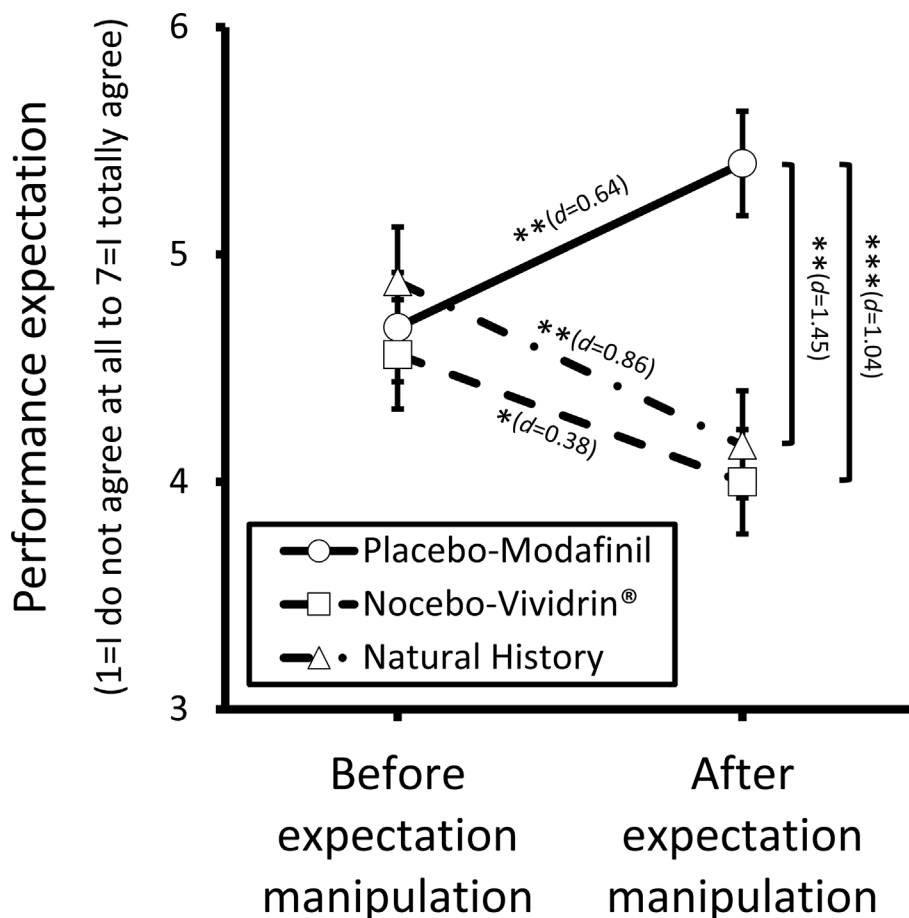 Performance expectation
(1=I do not agree at all to 7=I totally agree)
6
5
4
3
**(d=0.64)
**(d=0.86)
*(d=0.38)
**(d=1.45)
***(d=1.04)
Placebo-Modafinil
Nocebo-Vividrin®
Natural History
Before
expectation
manipulation
After
expectation
manipulation